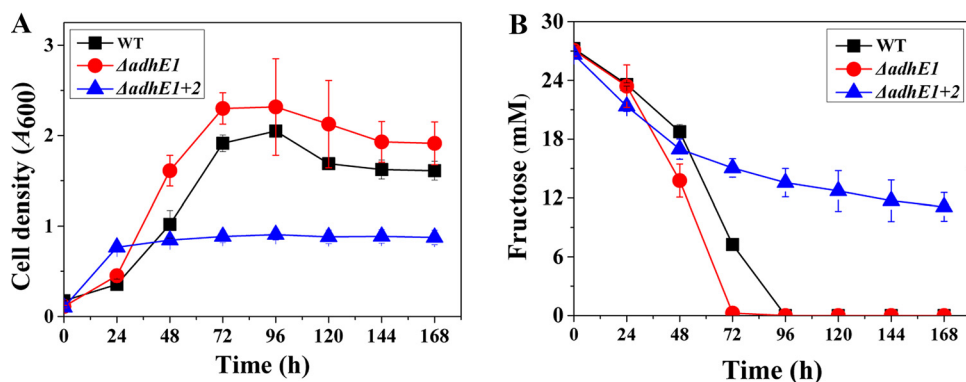 A
WT
ΔadhE1
ΔadhE1+2
Cell density (A600)
3
2
1
0
0 24 48 72 96 120 144 168
Time (h)
B
WT
ΔadhE1
ΔadhE1+2
Fructose (mM)
30
24
18
12
6
0
0 24 48 72 96 120 144 168
Time (h)